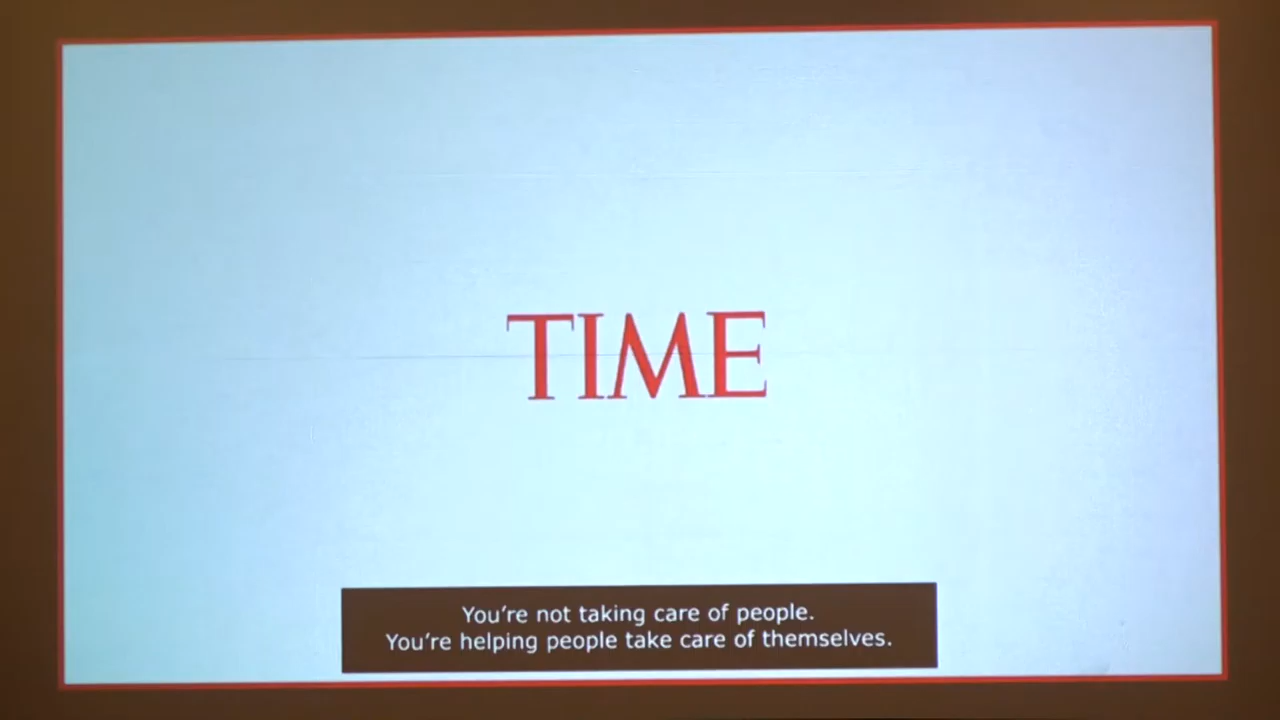 TIME
You’re not taking care of people.
You’re helping people take care of themselves.